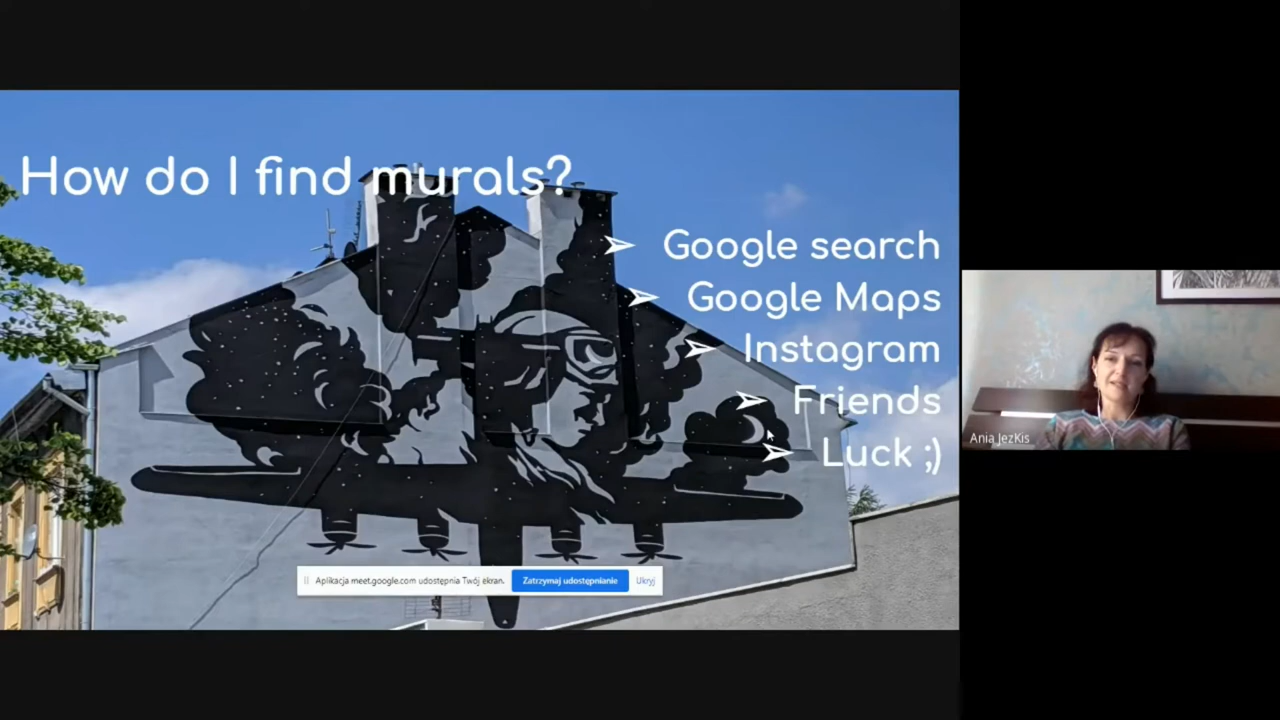 How do I find murals?
Google search
Google Maps
Instagram
Friends
Luck ;)
Ania JezKis
Aplikacja meet.google.com udostępnia Twój ekran. Zatrzymaj udostępnianie Ukryj